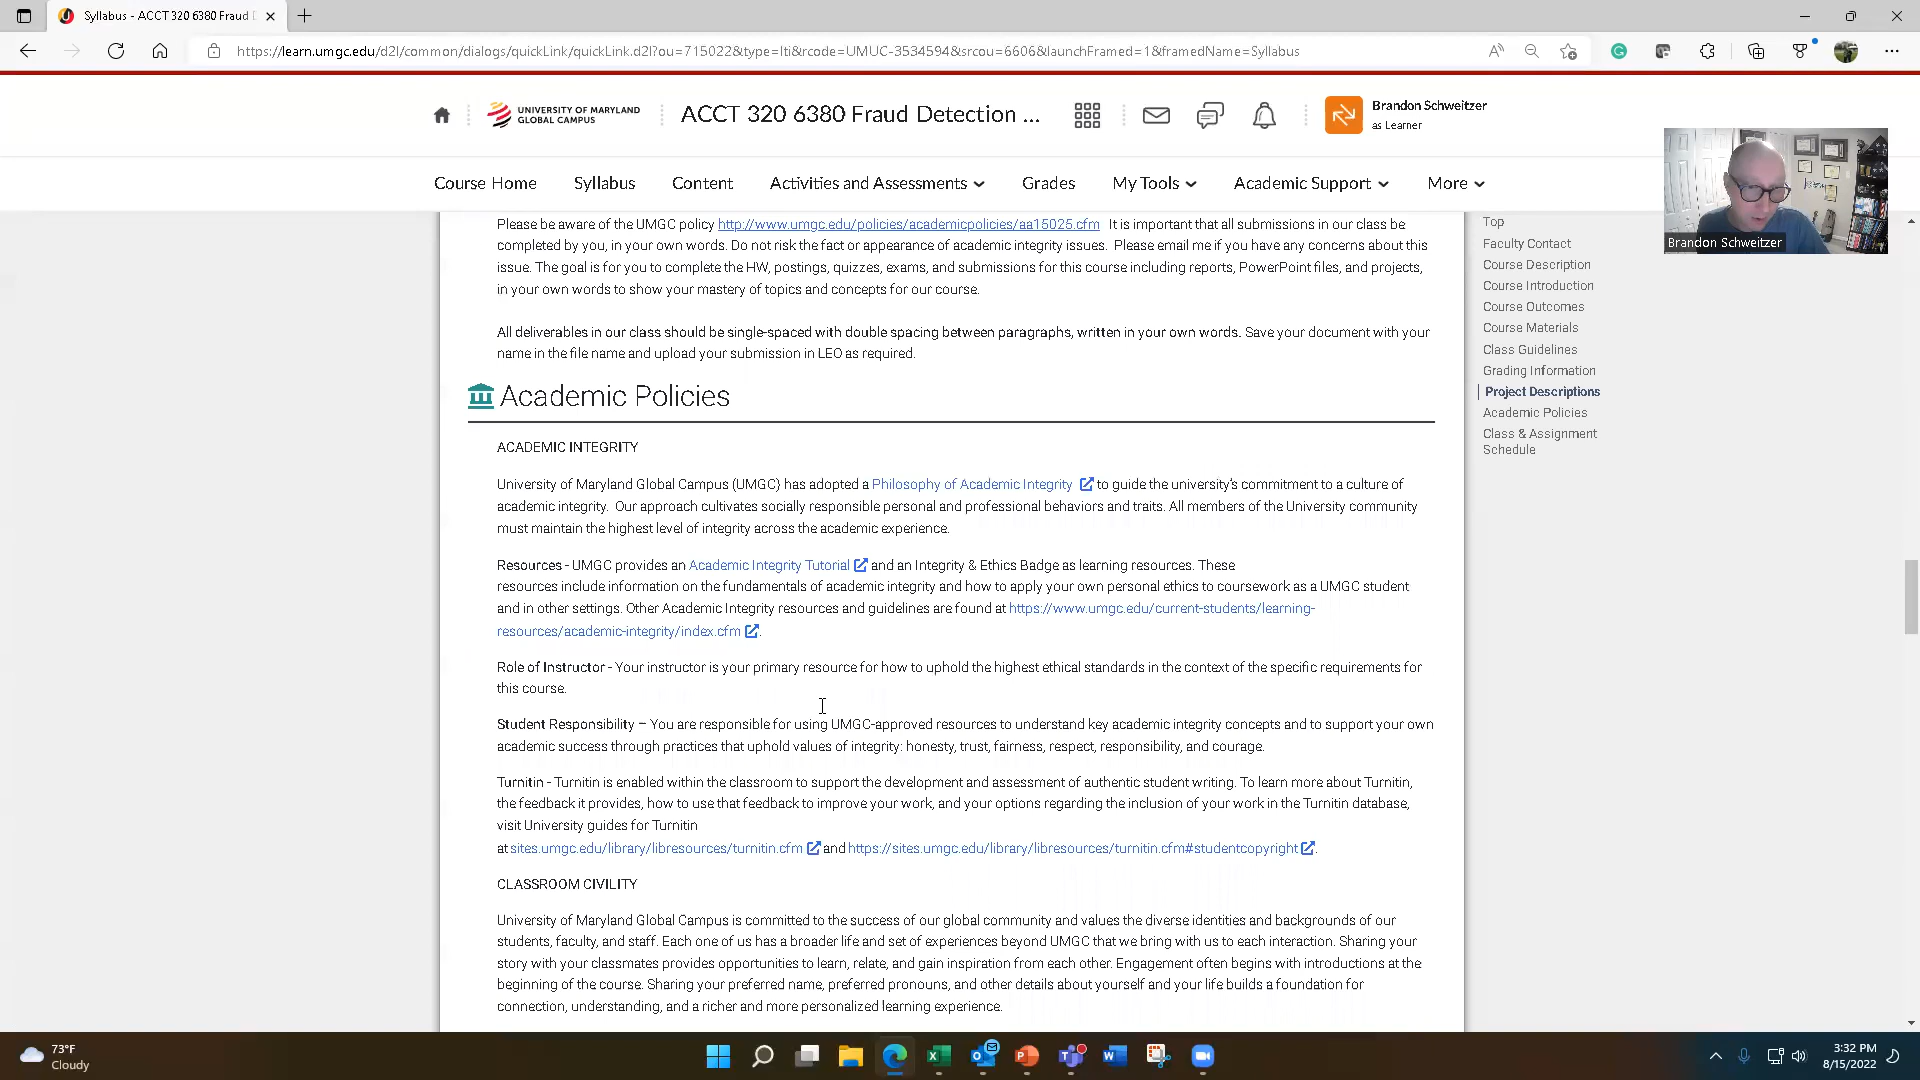 Syllabus - ACCT 320 6380 Fraud D
https://learn.umgc.edu/d2l/common/dialogs/quickLink/quickLink.d2l?ou=715022&type=lti&rcode=UMUC-3534594&srcou=6606&launchFramed=1&framedName=Syllabus
UNIVERSITY OF MARYLAND
GLOBAL CAMPUS
ACCT 320 6380 Fraud Detection ...
Brandon Schweitzer
as Learner
Course Home Syllabus Content Activities and Assessments Grades My Tools Academic Support More
Brandon Schweitzer
Please be aware of the UMGC policy http://www.umgc.edu/policies/academicpolicies/aa15025.cfm It is important that all submissions in our class be
completed by you, in your own words. Do not risk the fact or appearance of academic integrity issues. Please email me if you have any concerns about this
issue. The goal is for you to complete the HW, postings, quizzes, exams, and submissions for this course including reports, PowerPoint files, and projects,
in your own words to show your mastery of topics and concepts for our course.
All deliverables in our class should be single-spaced with double spacing between paragraphs, written in your own words. Save your document with your
name in the file name and upload your submission in LEO as required.
Academic Policies
ACADEMIC INTEGRITY
University of Maryland Global Campus (UMGC) has adopted a Philosophy of Academic Integrity to guide the university's commitment to a culture of
academic integrity. Our approach cultivates socially responsible personal and professional behaviors and traits. All members of the University community
must maintain the highest level of integrity across the academic experience.
Resources - UMGC provides an Academic Integrity Tutorial and an Integrity & Ethics Badge as learning resources. These
resources include information on the fundamentals of academic integrity and how to apply your own personal ethics to coursework as a UMGC student
and in other settings. Other Academic Integrity resources and guidelines are found at https://www.umgc.edu/current-students/learning-
resources/academic-integrity/index.cfm .
Role of Instructor - Your instructor is your primary resource for how to uphold the highest ethical standards in the context of the specific requirements for
this course.
Student Responsibility – You are responsible for using UMGC-approved resources to understand key academic integrity concepts and to support your own
academic success through practices that uphold values of integrity: honesty, trust, fairness, respect, responsibility, and courage.
Turnitin - Turnitin is enabled within the classroom to support the development and assessment of authentic student writing. To learn more about Turnitin,
the feedback it provides, how to use that feedback to improve your work, and your options regarding the inclusion of your work in the Turnitin database,
visit University guides for Turnitin
at sites.umgc.edu/library/libresources/turnitin.cfm and https://sites.umgc.edu/library/libresources/turnitin.cfm#studentcopyright .
CLASSROOM CIVILITY
University of Maryland Global Campus is committed to the success of our global community and values the diverse identities and backgrounds of our
students, faculty, and staff. Each one of us has a broader life and set of experiences beyond UMGC that we bring with us to each interaction. Sharing your
story with your classmates provides opportunities to learn, relate, and gain inspiration from each other. Engagement often begins with introductions at the
beginning of the course. Sharing your preferred name, preferred pronouns, and other details about yourself and your life builds a foundation for
connection, understanding, and a richer and more personalized learning experience.
Top
Faculty Contact
Course Description
Course Introduction
Course Outcomes
Course Materials
Class Guidelines
Grading Information
Project Descriptions
Academic Policies
Class & Assignment
Schedule
73°F
Cloudy
3:32 PM
8/15/2022